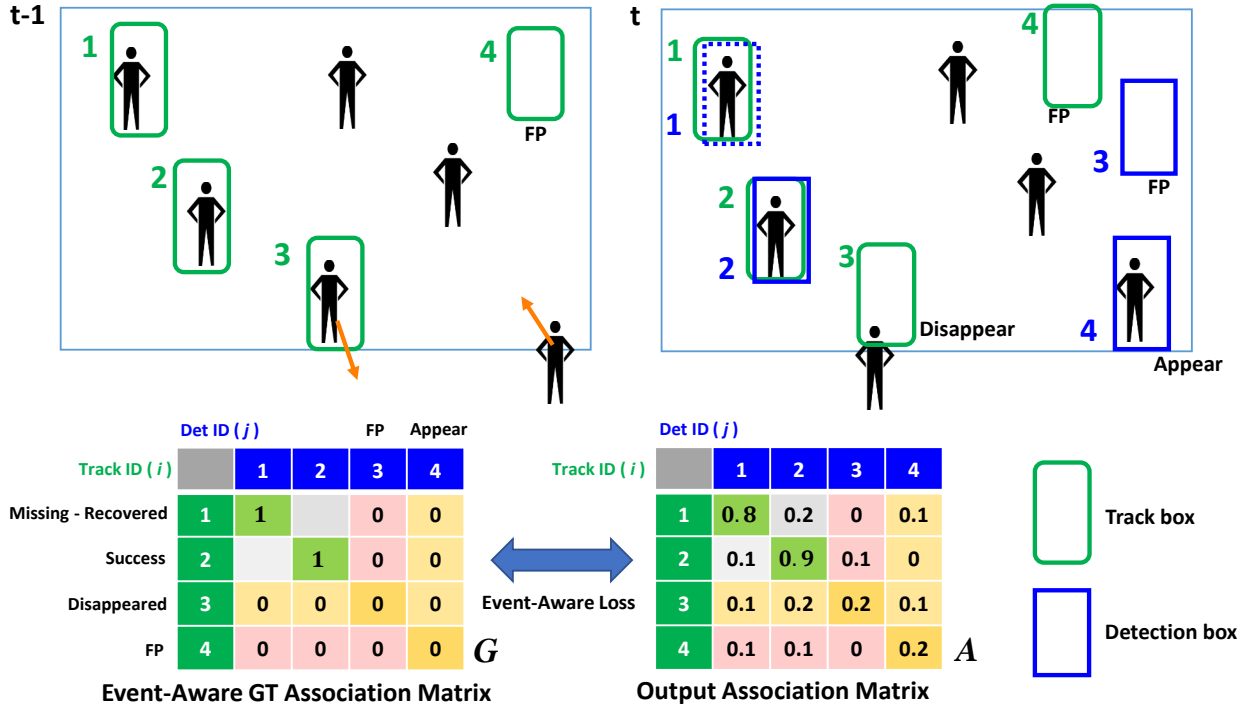 t-1
1
4
FP
2
3
t
1
1
4
FP
3
FP
2
2
3
Disappear
4
Appear
Det ID ( j ) FP Appear
Track ID ( i ) 1 2 3 4
Missing - Recovered 1 1 0 0
Success 2 1 0 0
Disappeared 3 0 0 0 0
FP 4 0 0 0 0
G
Event-Aware GT Association Matrix
Event-Aware Loss
Det ID ( j )
Track ID ( i ) 1 2 3 4
1 0.8 0.2 0 0.1
2 0.1 0.9 0.1 0
3 0.1 0.2 0.2 0.1
4 0.1 0.1 0 0.2
A
Output Association Matrix
Track box
Detection box